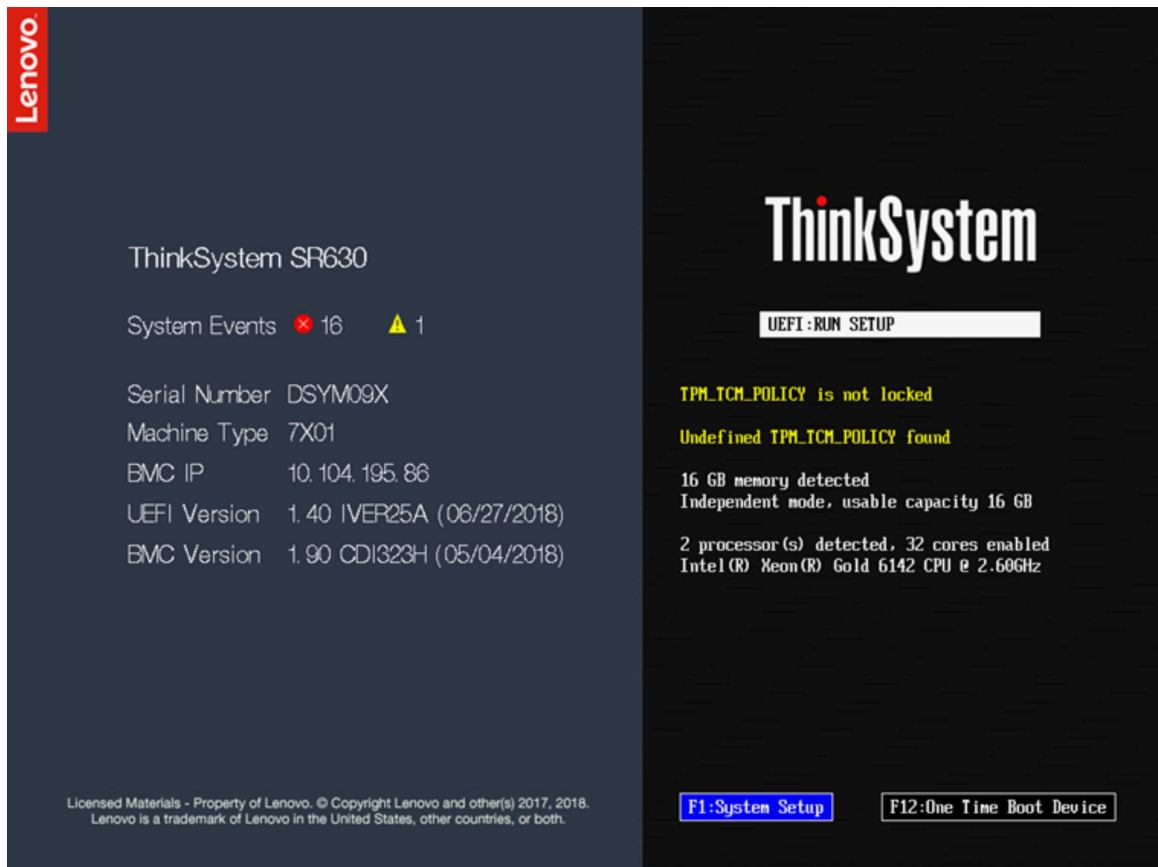 Lenovo
ThinkSystem SR630
System Events 16 1
Serial Number DSYM09X
Machine Type 7X01
BMC IP 10.104.195.86
UEFI Version 1.40 IVER25A (06/27/2018)
BMC Version 1.90 CDI323H (05/04/2018)
Licensed Materials - Property of Lenovo. © Copyright Lenovo and other(s) 2017, 2018.
Lenovo is a trademark of Lenovo in the United States, other countries, or both.
ThinkSystem
UEFI:RUN SETUP
TPM_TCM_POLICY is not locked
Undefined TPM_TCM_POLICY found
16 GB memory detected
Independent mode, usable capacity 16 GB
2 processor(s) detected, 32 cores enabled
Intel(R) Xeon(R) Gold 6142 CPU @ 2.60GHz
F1:System Setup
F12:One Time Boot Device